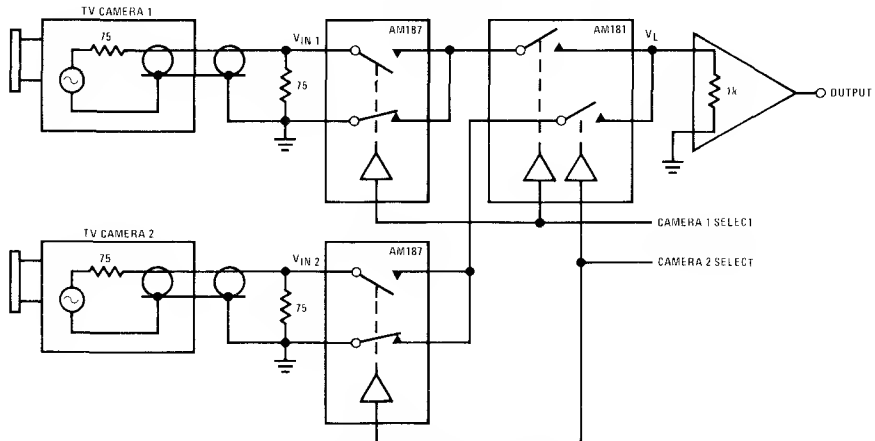 TV CAMERA 1
75
VIN 1
75
AM187
AM181
VL
1k
OUTPUT
CAMERA 1 SELECT
CAMERA 2 SELECT
TV CAMERA 2
75
VIN 2
75
AM187